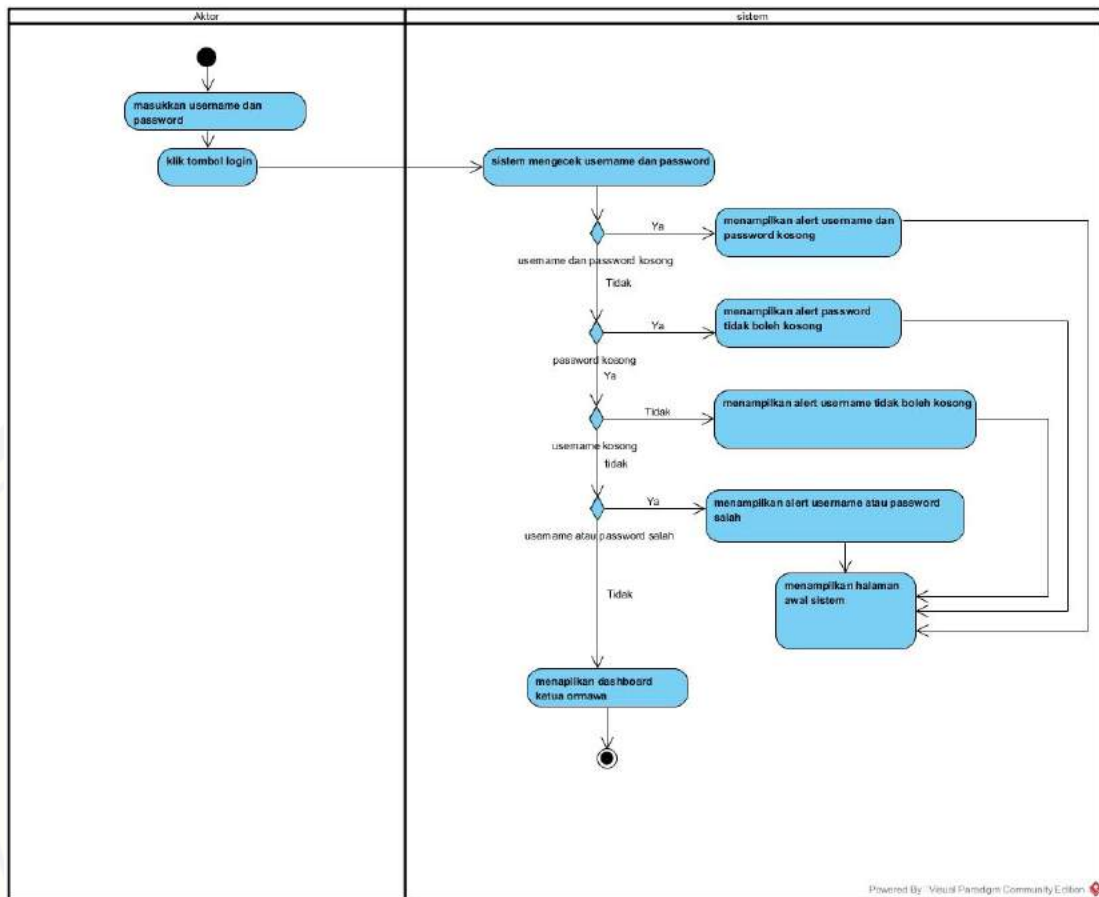 Aktor
sistem
masukkan username dan
password
klik tombol login
sistem mengecek username dan password
Ya
menampilkan alert username dan
password kosong
username dan password kosong
Tidak
Ya
menampilkan alert password
tidak boleh kosong
password kosong
Ya
Tidak
menampilkan alert username tidak boleh kosong
username kosong
tidak
Ya
menampilkan alert username atau password
salah
username atau password salah
menampilkan halaman
awal sistem
Tidak
menapilkan dashboard
ketua ormawa
Powered By Visual Paradigm Community Edition